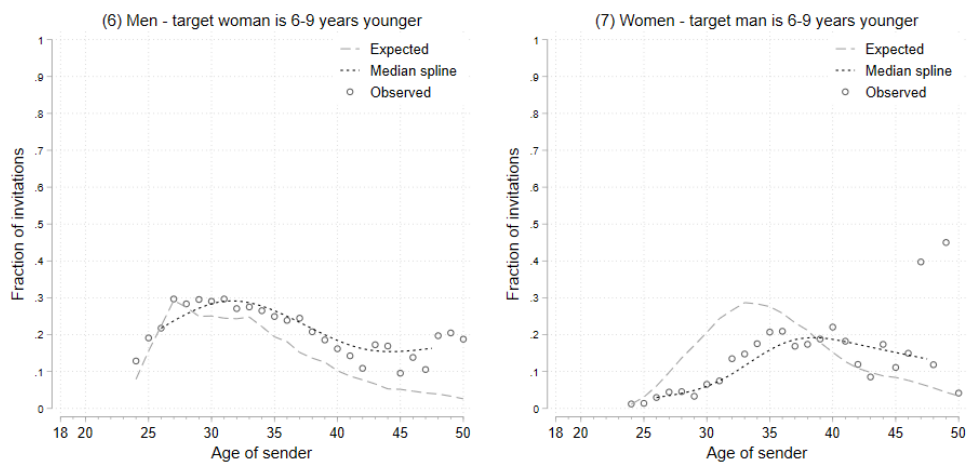 (6) Men - target woman is 6-9 years younger
Expected
Median spline
Observed
Fraction of invitations
1
.9
.8
.7
.6
.5
.4
.3
.2
.1
0
18 20 25 30 35 40 45 50
Age of sender
(7) Women - target man is 6-9 years younger
Expected
Median spline
Observed
Fraction of invitations
1
.9
.8
.7
.6
.5
.4
.3
.2
.1
0
18 20 25 30 35 40 45 50
Age of sender